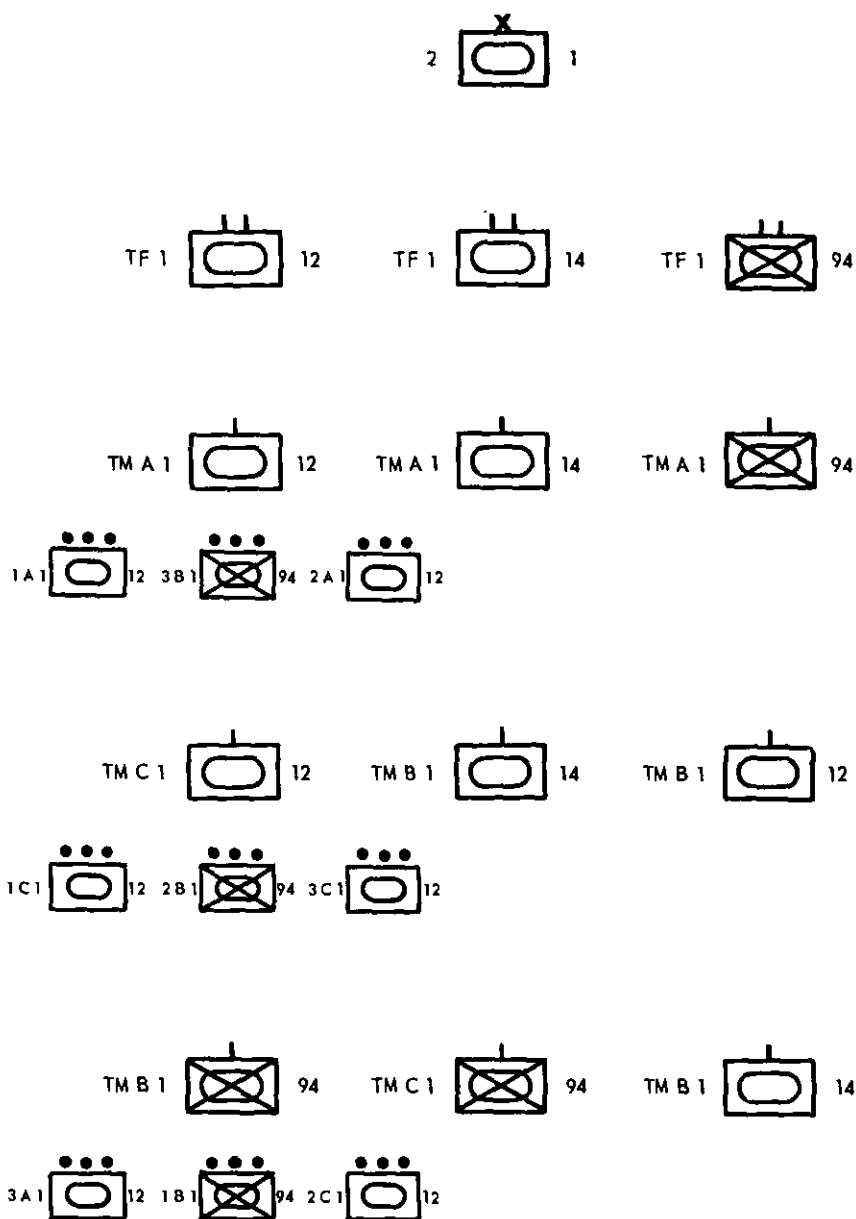 2 X 1
TF 1 12 TF 1 14 TF 1 94
TM A 1 12 TM A 1 14 TM A 1 94
1 A 1 12 3 B 1 94 2 A 1 12
TM C 1 12 TM B 1 14 TM B 1 12
1 C 1 12 2 B 1 94 3 C 1 12
TM B 1 94 TM C 1 94 TM B 1 14
3 A 1 12 1 B 1 94 2 C 1 12